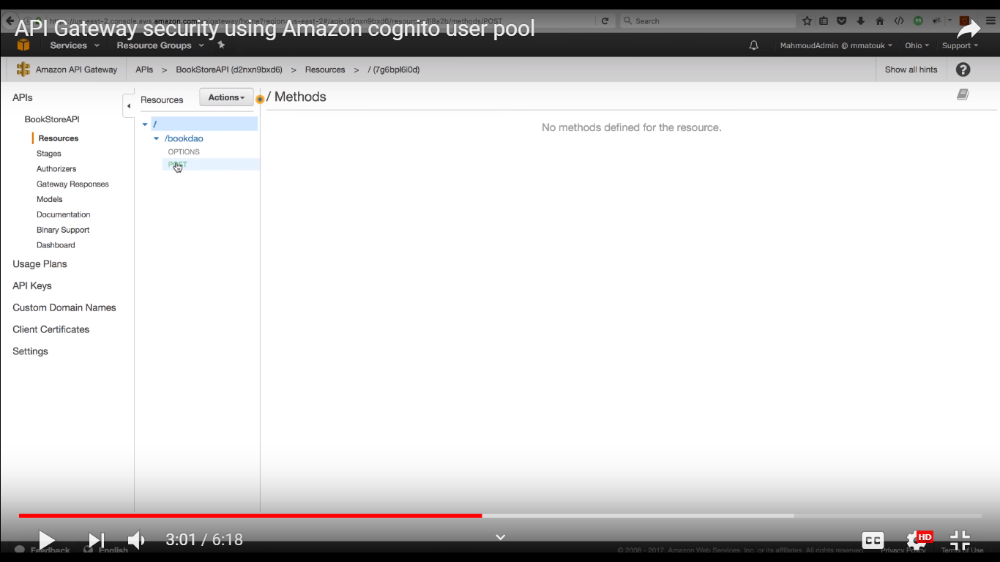 https://us-east-2.console.aws.amazon.com/apigateway/home?region=us-east-2#/apis/d2nxn9bxd6/resources/ll8a2b/methods/POST
Search
API Gateway security using Amazon cognito user pool
Services Resource Groups MahmoudAdmin @ mmatouk Ohio Support
Amazon API Gateway APIs > BookStoreAPI (d2nxn9bxd6) > Resources > / (7g6bpl6i0d) Show all hints ?
APIs Resources Actions / Methods
BookStoreAPI
No methods defined for the resource.
/
Resources /bookdao
Stages OPTIONS
Authorizers POST
Gateway Responses
Models
Documentation
Binary Support
Dashboard
Usage Plans
API Keys
Custom Domain Names
Client Certificates
Settings
3:01 / 6:18 CC HD
Feedback English © 2008 - 2017, Amazon Web Services, Inc. or its affiliates. All rights reserved. Privacy Policy Terms of Use